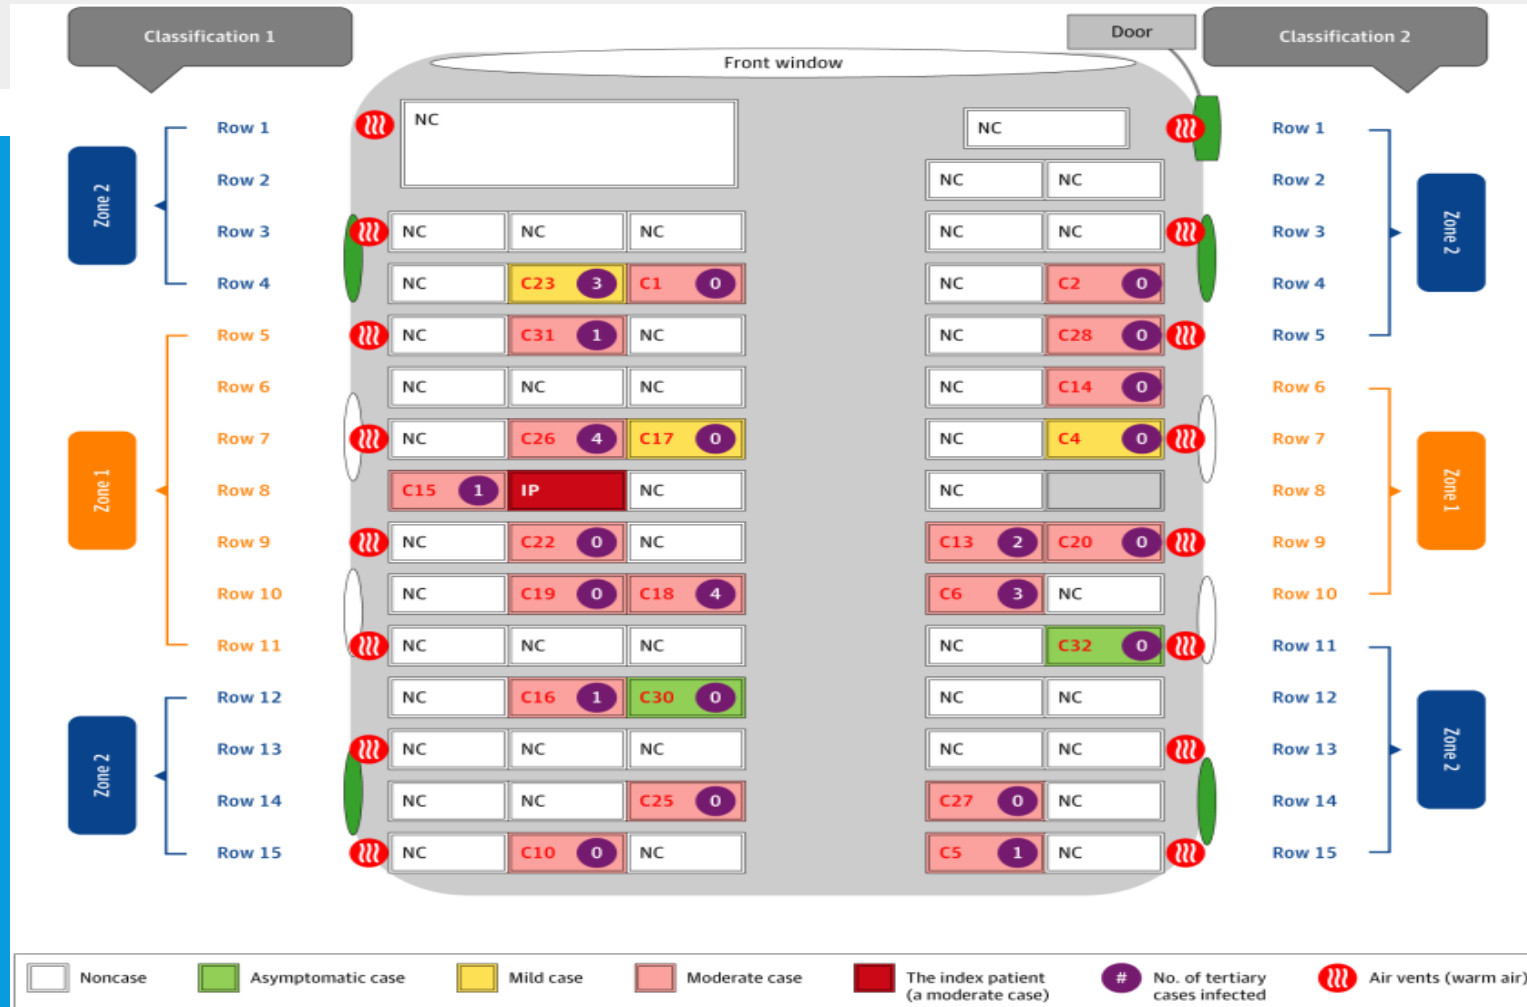 Classification 1
Door
Classification 2
Front window
Row 1 NC NC Row 1
Row 2 NC NC Row 2
Zone 2
Zone 2
Row 3 NC NC NC NC NC Row 3
Row 4 NC C23 3 C1 0 NC C2 0 Row 4
Row 5 NC C31 1 NC NC C28 0 Row 5
Row 6 NC NC NC NC C14 0 Row 6
Row 7 NC C26 4 C17 0 NC C4 0 Row 7
Zone 1
Zone 1
Row 8 C15 1 IP NC NC Row 8
Row 9 NC C22 0 NC C13 2 C20 0 Row 9
Row 10 NC C19 0 C18 4 C6 3 NC Row 10
Row 11 NC NC NC NC C32 0 Row 11
Row 12 NC C16 1 C30 0 NC NC Row 12
Row 13 NC NC NC NC NC Row 13
Zone 2
Zone 2
Row 14 NC NC C25 0 C27 0 NC Row 14
Row 15 NC C10 0 NC C5 1 NC Row 15
Noncase
Asymptomatic case
Mild case
Moderate case
The index patient
(a moderate case)
# No. of tertiary
cases infected
Air vents (warm air)